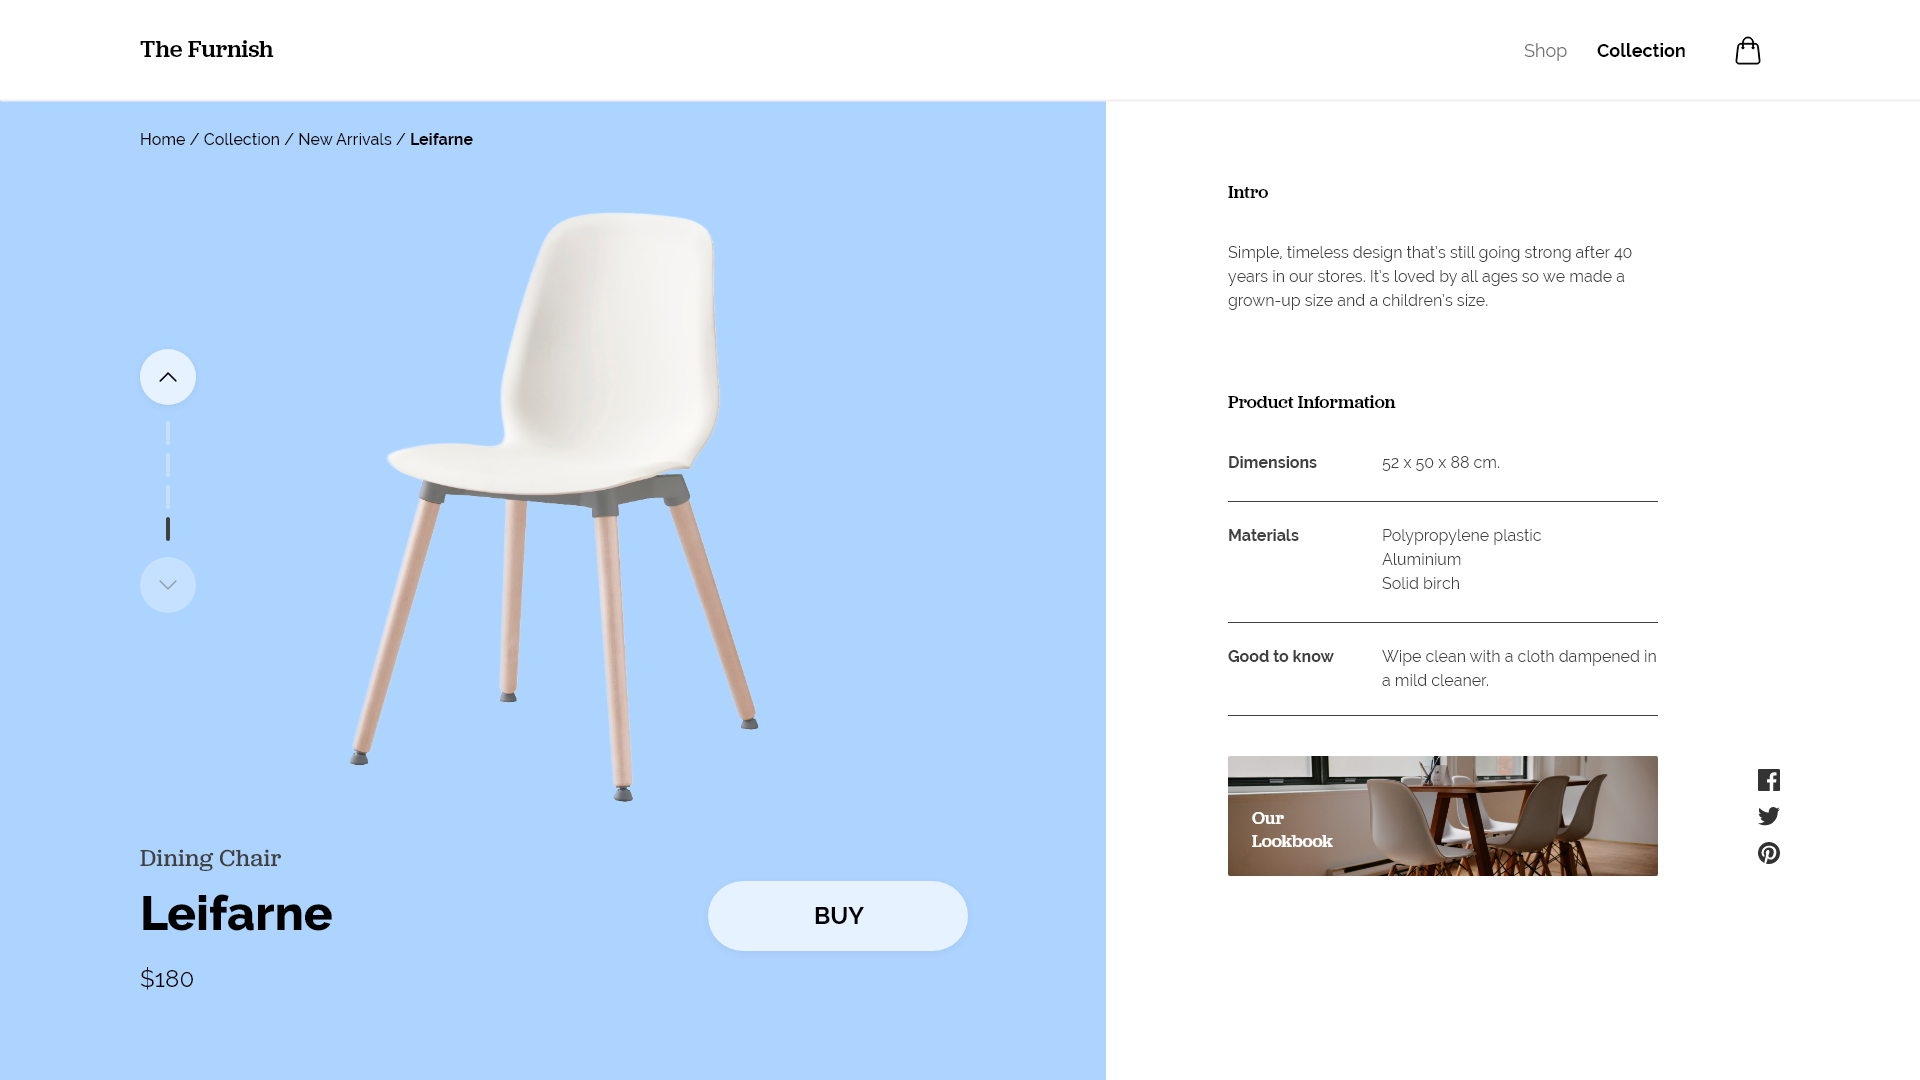 The Furnish
Shop
Collection
Home / Collection / New Arrivals / Leifarne
Dining Chair
Leifarne
$180
BUY
Intro
Simple, timeless design that's still going strong after 40
years in our stores. It's loved by all ages so we made a
grown-up size and a children's size.
Product Information
Dimensions
52 x 50 x 88 cm.
Materials
Polypropylene plastic
Aluminium
Solid birch
Good to know
Wipe clean with a cloth dampened in
a mild cleaner.
Our
Lookbook